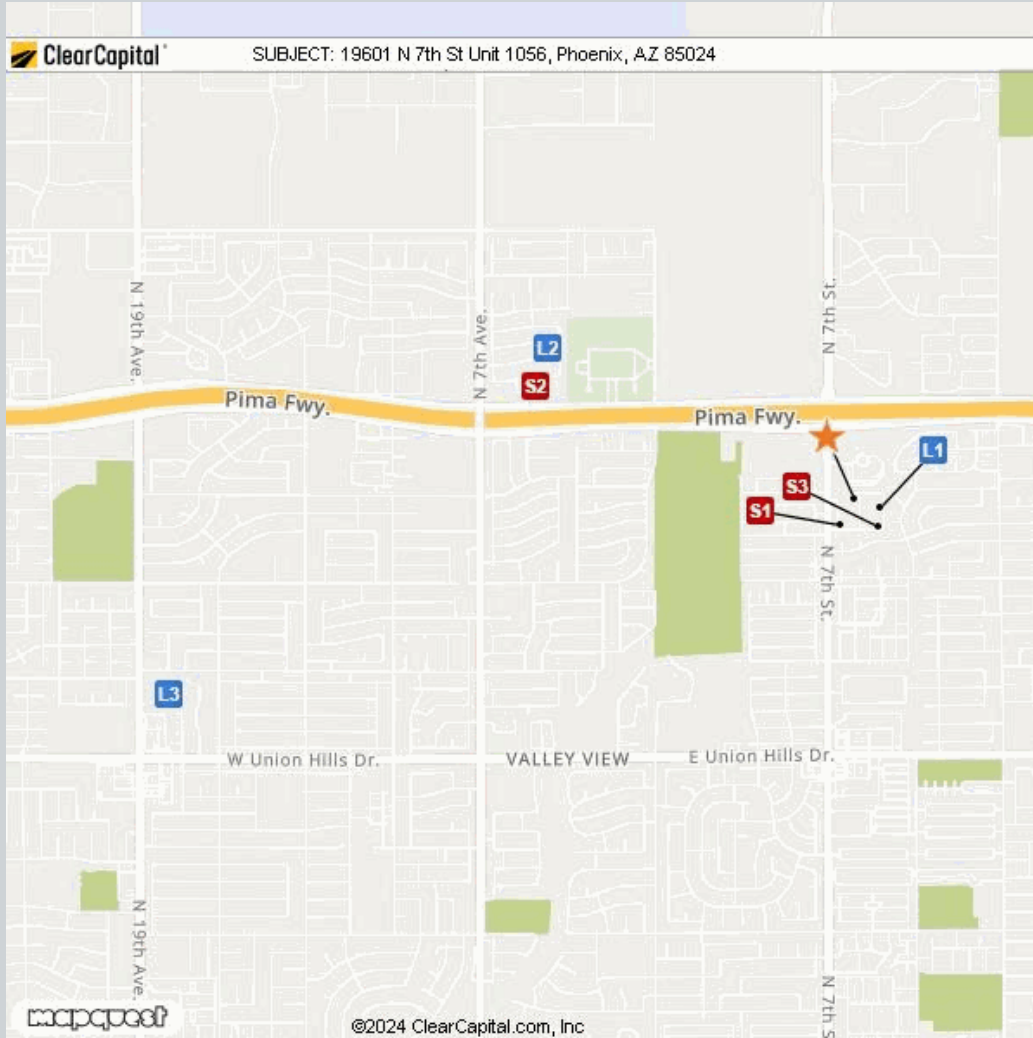 ClearCapital
SUBJECT: 19601 N 7th St Unit 1056, Phoenix, AZ 85024
N 19th Ave.
N 7th Ave.
N 7th St.
L2
S2
Pima Fwy.
Pima Fwy.
L1
S3
S1
N 7th St.
L3
W Union Hills Dr.
VALLEY VIEW
E Union Hills Dr.
N 19th Ave.
N 7th S
mapquest
©2024 ClearCapital.com, Inc